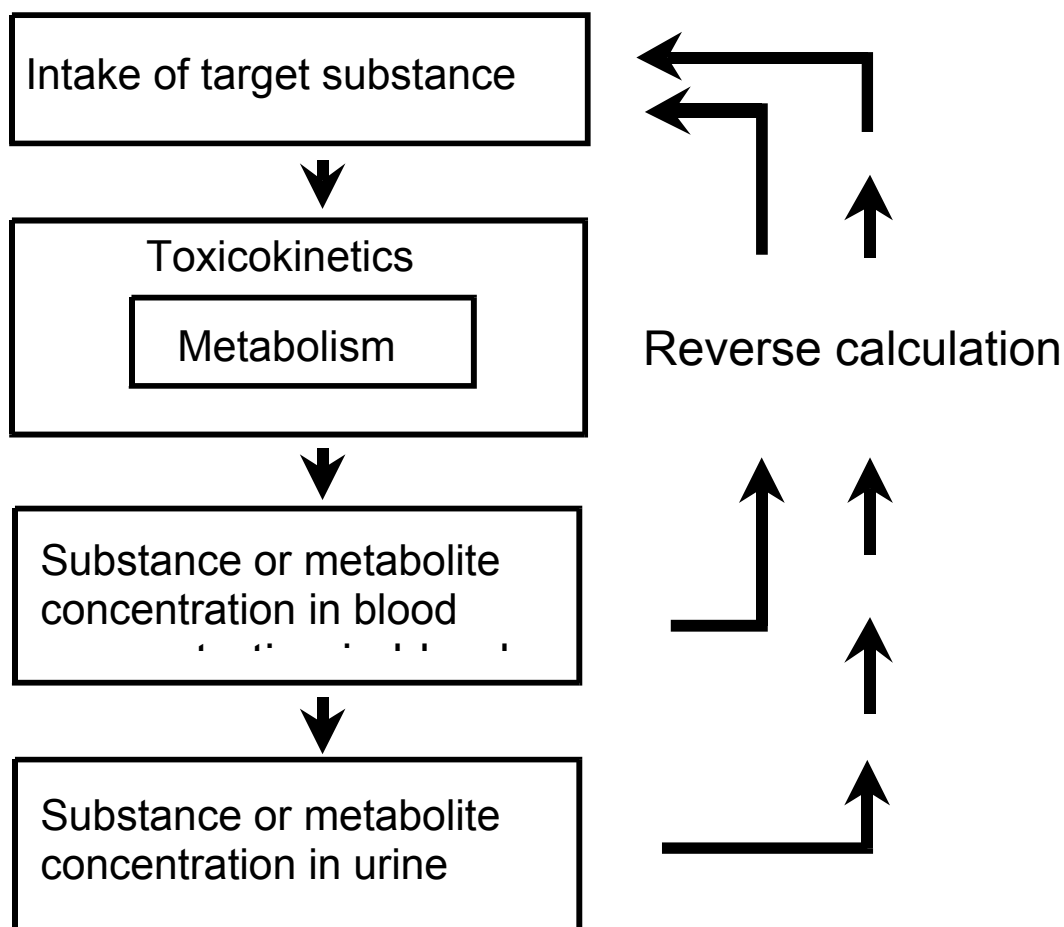 Intake of target substance
Toxicokinetics
Metabolism
Reverse calculation
Substance or metabolite
concentration in blood
Substance or metabolite
concentration in urine